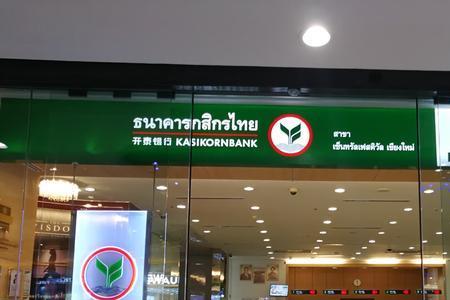 ธนาคารกสิกรไทย
开泰银行 KASIKORNBANK
สาขา
เซ็นทรัลเฟสติวัล เชียงใหม่